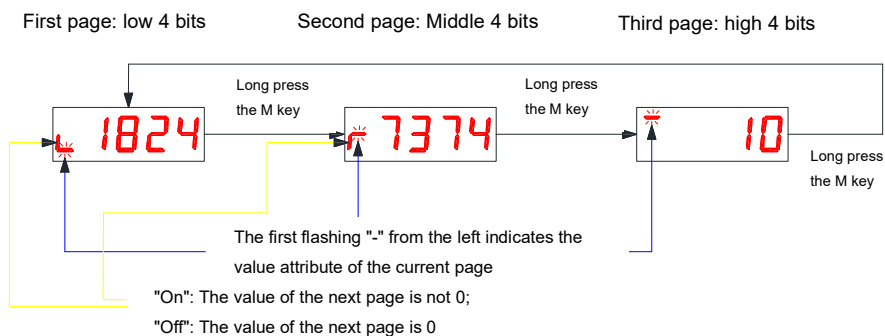 First page: low 4 bits
Second page: Middle 4 bits
Third page: high 4 bits
Long press
the M key
Long press
the M key
1824
7374
10
Long press
the M key
The first flashing "-" from the left indicates the
value attribute of the current page
"On": The value of the next page is not 0;
"Off": The value of the next page is 0